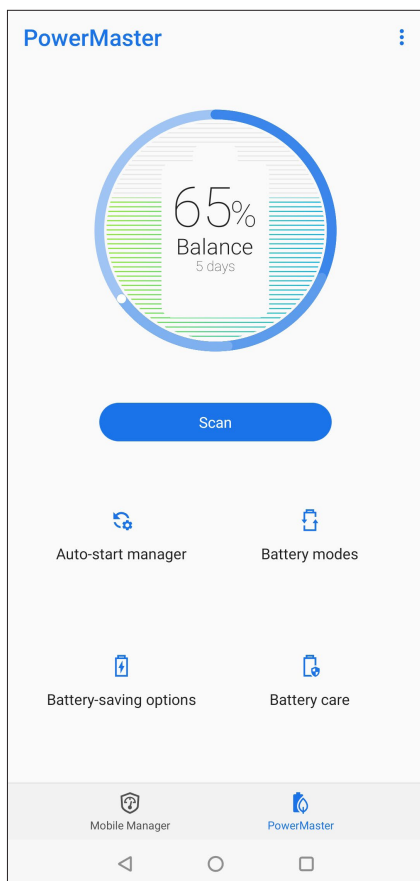 PowerMaster
65%
Balance
5 days
Scan
Auto-start manager
Battery modes
Battery-saving options
Battery care
Mobile Manager
PowerMaster